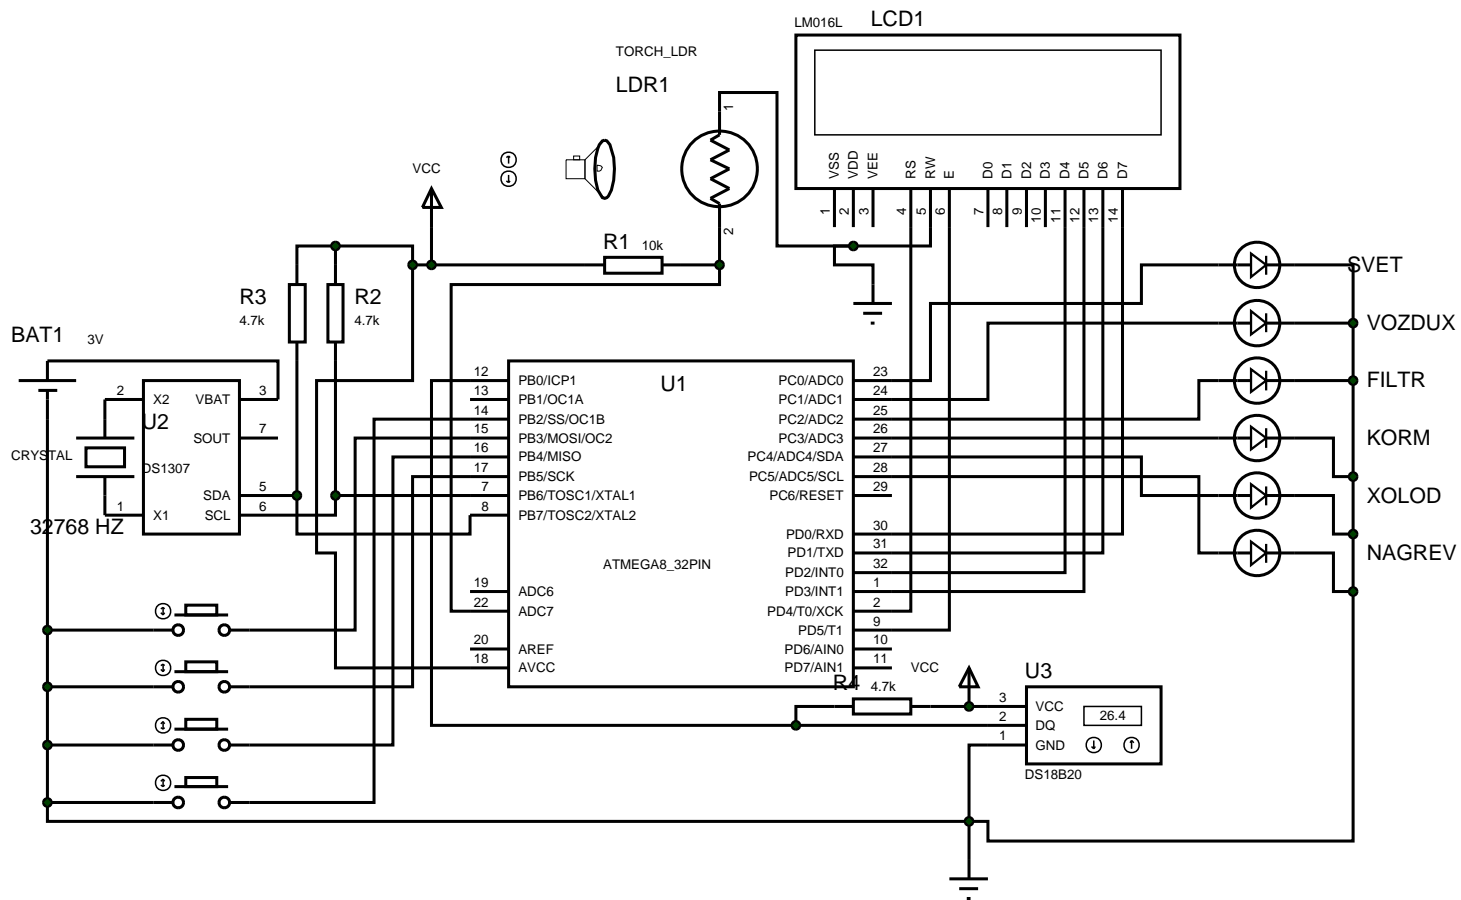 LM016L LCD1
TORCH_LDR
LDR1
VCC
VSS VDD VEE RS RW E D0 D1 D2 D3 D4 D5 D6 D7
1 2 3 4 5 6 7 8 9 10 11 12 13 14
1
2
R1 10k
R3 4.7k
R2 4.7k
BAT1 3V
CRYSTAL
32768 HZ
U2
DS1307
2 X2
1 X1
VBAT 3
SOUT 7
SDA 5
SCL 6
U1
ATMEGA8_32PIN
12 PB0/ICP1
13 PB1/OC1A
14 PB2/SS/OC1B
15 PB3/MOSI/OC2
16 PB4/MISO
17 PB5/SCK
7 PB6/TOSC1/XTAL1
8 PB7/TOSC2/XTAL2
19 ADC6
22 ADC7
20 AREF
18 AVCC
PC0/ADC0 23
PC1/ADC1 24
PC2/ADC2 25
PC3/ADC3 26
PC4/ADC4/SDA 27
PC5/ADC5/SCL 28
PC6/RESET 29
PD0/RXD 30
PD1/TXD 31
PD2/INT0 32
PD3/INT1 1
PD4/T0/XCK 2
PD5/T1 9
PD6/AIN0 10
PD7/AIN1 11
SVET
VOZDUX
FILTR
KORM
XOLOD
NAGREV
R4 4.7k
VCC
U3
3 VCC
2 DQ
1 GND
26.4
DS18B20